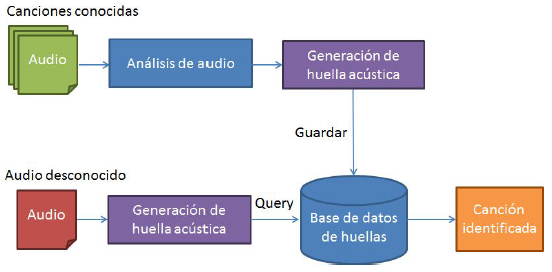 Canciones conocidas
Audio
Análisis de audio
Generación de
huella acústica
Guardar
Audio desconocido
Audio
Generación de
huella acústica
Query
Base de datos
de huellas
Canción
identificada